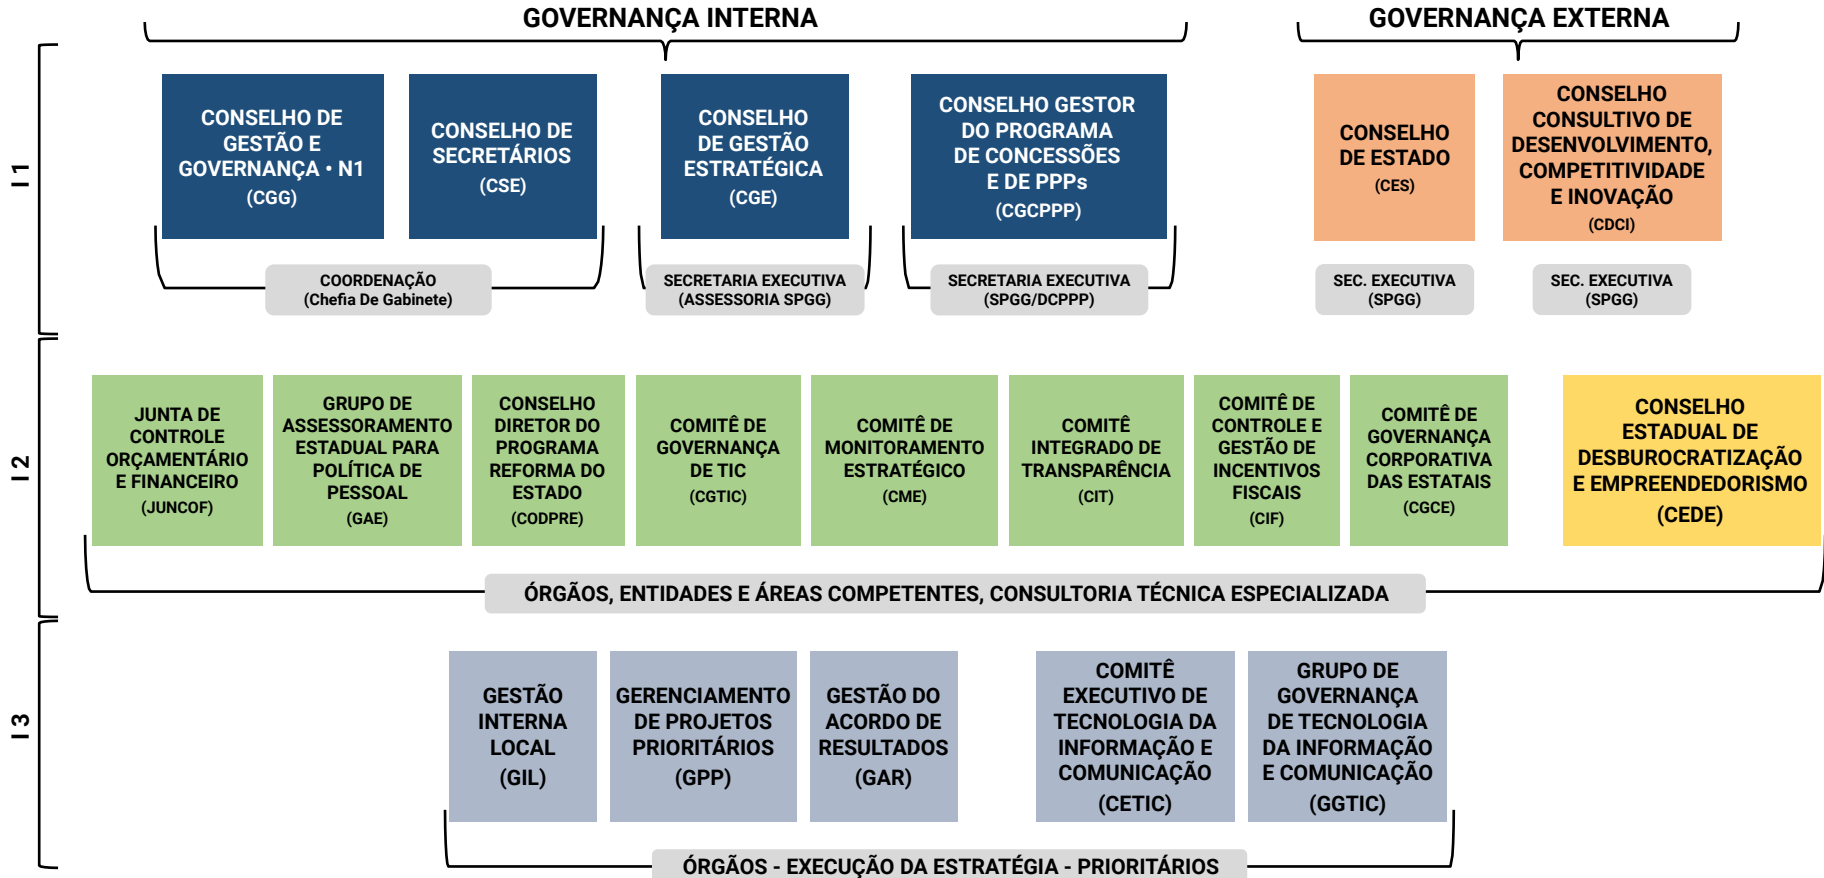 GOVERNANÇA INTERNA
GOVERNANÇA EXTERNA
I 1
CONSELHO DE
GESTÃO E
GOVERNANÇA • N1
(CGG)
CONSELHO DE
SECRETÁRIOS
(CSE)
CONSELHO
DE GESTÃO
ESTRATÉGICA
(CGE)
CONSELHO GESTOR
DO PROGRAMA
DE CONCESSÕES
E DE PPPs
(CGCPPP)
CONSELHO
DE ESTADO
(CES)
CONSELHO
CONSULTIVO DE
DESENVOLVIMENTO,
COMPETITIVIDADE
E INOVAÇÃO
(CDCI)
COORDENAÇÃO
(Chefia De Gabinete)
SECRETARIA EXECUTIVA
(ASSESSORIA SPGG)
SECRETARIA EXECUTIVA
(SPGG/DCPPP)
SEC. EXECUTIVA
(SPGG)
SEC. EXECUTIVA
(SPGG)
I 2
JUNTA DE
CONTROLE
ORÇAMENTÁRIO
E FINANCEIRO
(JUNCOF)
GRUPO DE
ASSESSORAMENTO
ESTADUAL PARA
POLÍTICA DE
PESSOAL
(GAE)
CONSELHO
DIRETOR DO
PROGRAMA
REFORMA DO
ESTADO
(CODPRE)
COMITÊ DE
GOVERNANÇA
DE TIC
(CGTIC)
COMITÊ DE
MONITORAMENTO
ESTRATÉGICO
(CME)
COMITÊ
INTEGRADO DE
TRANSPARÊNCIA
(CIT)
COMITÊ DE
CONTROLE E
GESTÃO DE
INCENTIVOS
FISCAIS
(CIF)
COMITÊ DE
GOVERNANÇA
CORPORATIVA
DAS ESTATAIS
(CGCE)
CONSELHO
ESTADUAL DE
DESBUROCRATIZAÇÃO
E EMPREENDEDORISMO
(CEDE)
ÓRGÃOS, ENTIDADES E ÁREAS COMPETENTES, CONSULTORIA TÉCNICA ESPECIALIZADA
I 3
GESTÃO
INTERNA
LOCAL
(GIL)
GERENCIAMENTO
DE PROJETOS
PRIORITÁRIOS
(GPP)
GESTÃO DO
ACORDO DE
RESULTADOS
(GAR)
COMITÊ
EXECUTIVO DE
TECNOLOGIA DA
INFORMAÇÃO E
COMUNICAÇÃO
(CETIC)
GRUPO DE
GOVERNANÇA
DE TECNOLOGIA
DA INFORMAÇÃO
E COMUNICAÇÃO
(GGTIC)
ÓRGÃOS - EXECUÇÃO DA ESTRATÉGIA - PRIORITÁRIOS